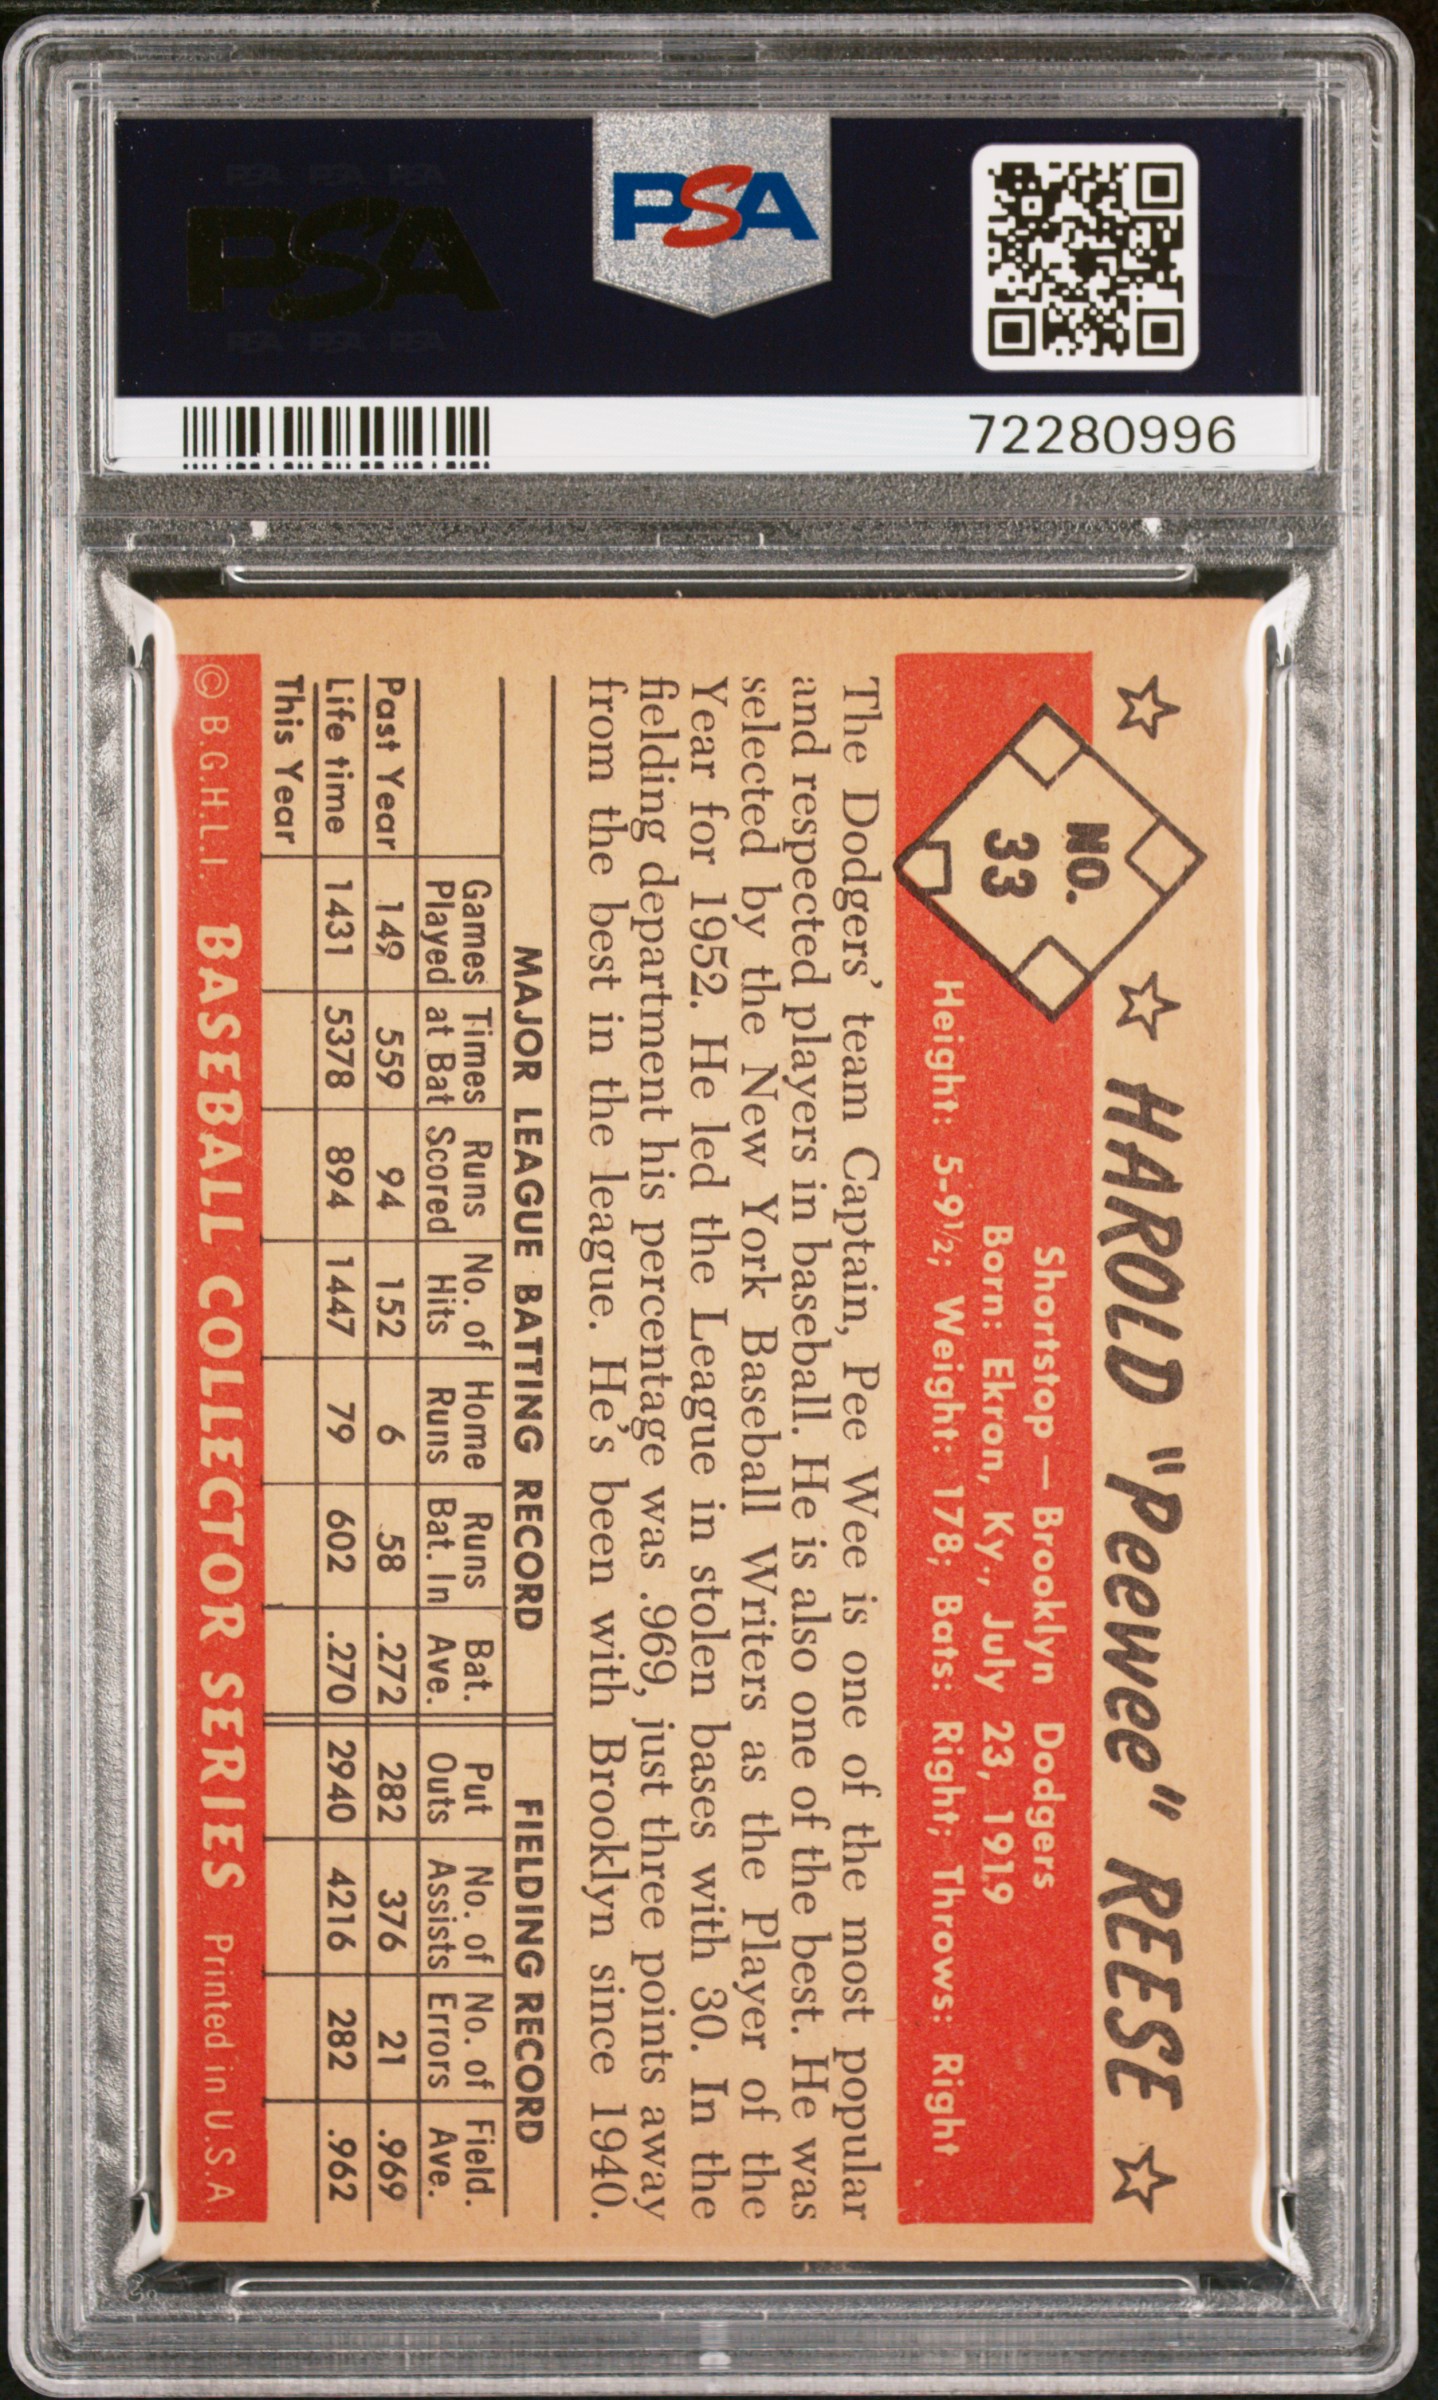 PSA PSA PSA
PSA
PSA PSA PSA
PSA
72280996
HAROLD "Peewee" REESE
NO.
33
Shortstop — Brooklyn Dodgers
Born: Ekron, Ky., July 23, 1919
Height: 5-9½; Weight: 178; Bats: Right; Throws: Right
The Dodgers' team Captain, Pee Wee is one of the most popular
and respected players in baseball. He is also one of the best. He was
selected by the New York Baseball Writers as the Player of the
Year for 1952. He led the League in stolen bases with 30. In the
fielding department his percentage was .969, just three points away
from the best in the league. He's been with Brooklyn since 1940.
MAJOR LEAGUE BATTING RECORD FIELDING RECORD
Games Times Runs No. of Home Runs Bat. Put No. of No. of Field.
Played at Bat Scored Hits Runs Bat. In Ave. Outs Assists Errors Ave.
Past Year 149 559 94 152 6 58 .272 282 376 21 .969
Life time 1431 5378 894 1447 79 602 .270 2940 4216 282 .962
This Year
© B.G.H.L.I. BASEBALL COLLECTOR SERIES Printed in U.S.A.